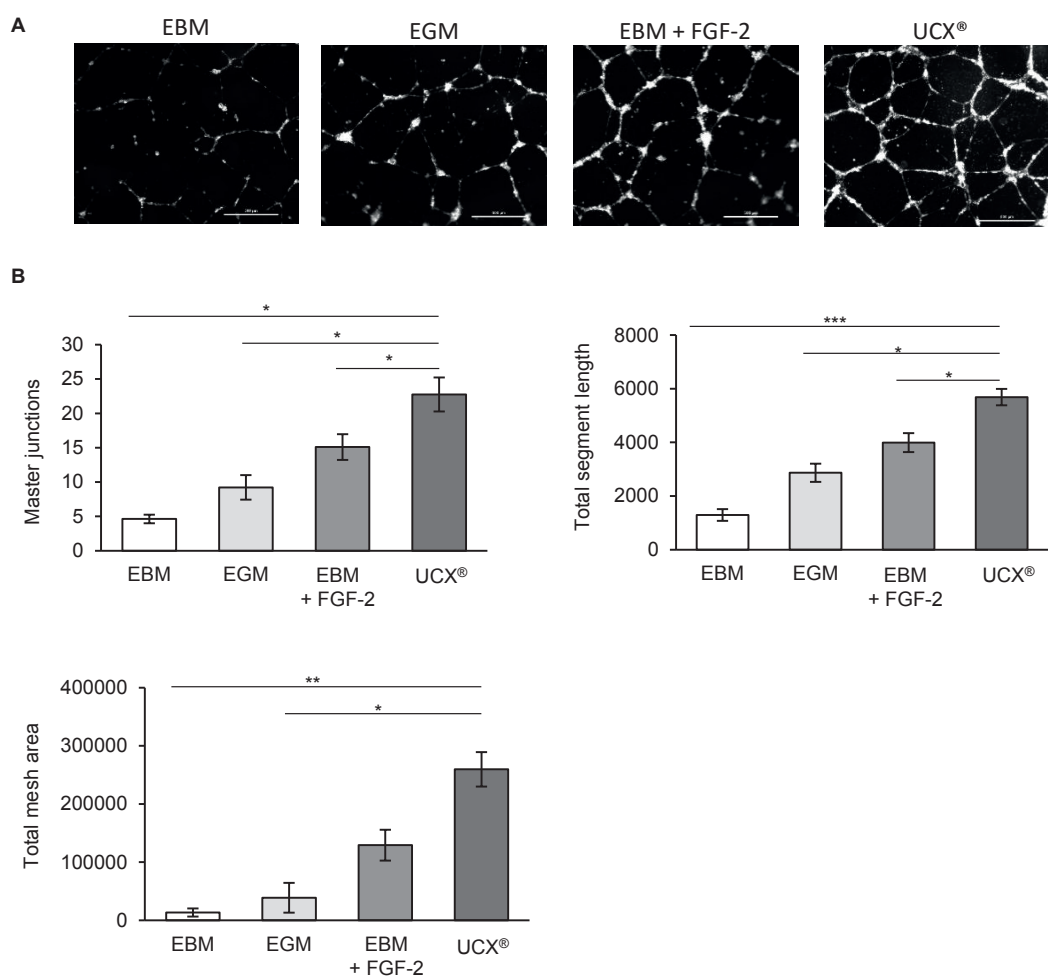 A
EBM
EGM
EBM + FGF-2
UCX®
B
*
*
*
30
25
20
15
10
5
0
Master junctions
EBM
EGM
EBM
+ FGF-2
UCX®
***
*
*
8000
6000
4000
2000
0
Total segment length
EBM
EGM
EBM
+ FGF-2
UCX®
**
*
400000
300000
200000
100000
0
Total mesh area
EBM
EGM
EBM
+ FGF-2
UCX®